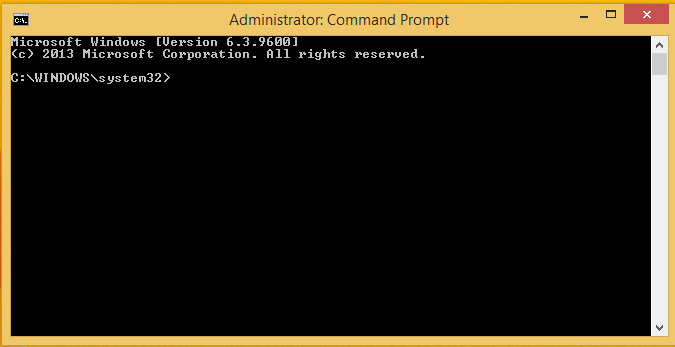 Administrator: Command Prompt
Microsoft Windows [Version 6.3.9600]
(c) 2013 Microsoft Corporation. All rights reserved.
C:\WINDOWS\system32>